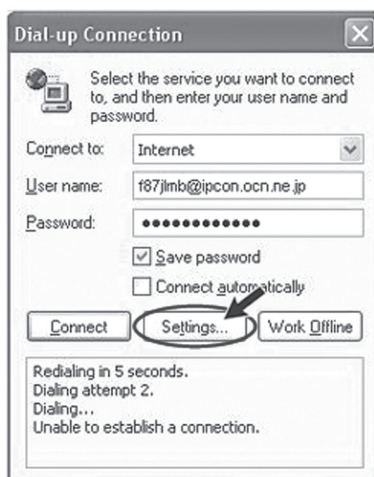 Dial-up Connection
Select the service you want to connect
to, and then enter your user name and
password.
Connect to: Internet
User name: f87jlmb@ipcon.ocn.ne.jp
Password: ●●●●●●●●●●●●
Save password
Connect automatically
Connect Settings... Work Offline
Redialing in 5 seconds.
Dialing attempt 2.
Dialing...
Unable to establish a connection.